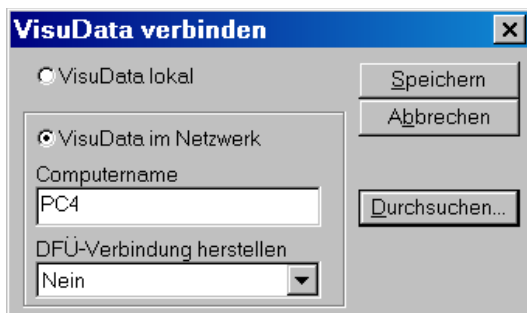 VisuData verbinden
VisuData lokal
Speichern
Abbrechen
VisuData im Netzwerk
Computername
PC4
Durchsuchen...
DFÜ-Verbindung herstellen
Nein